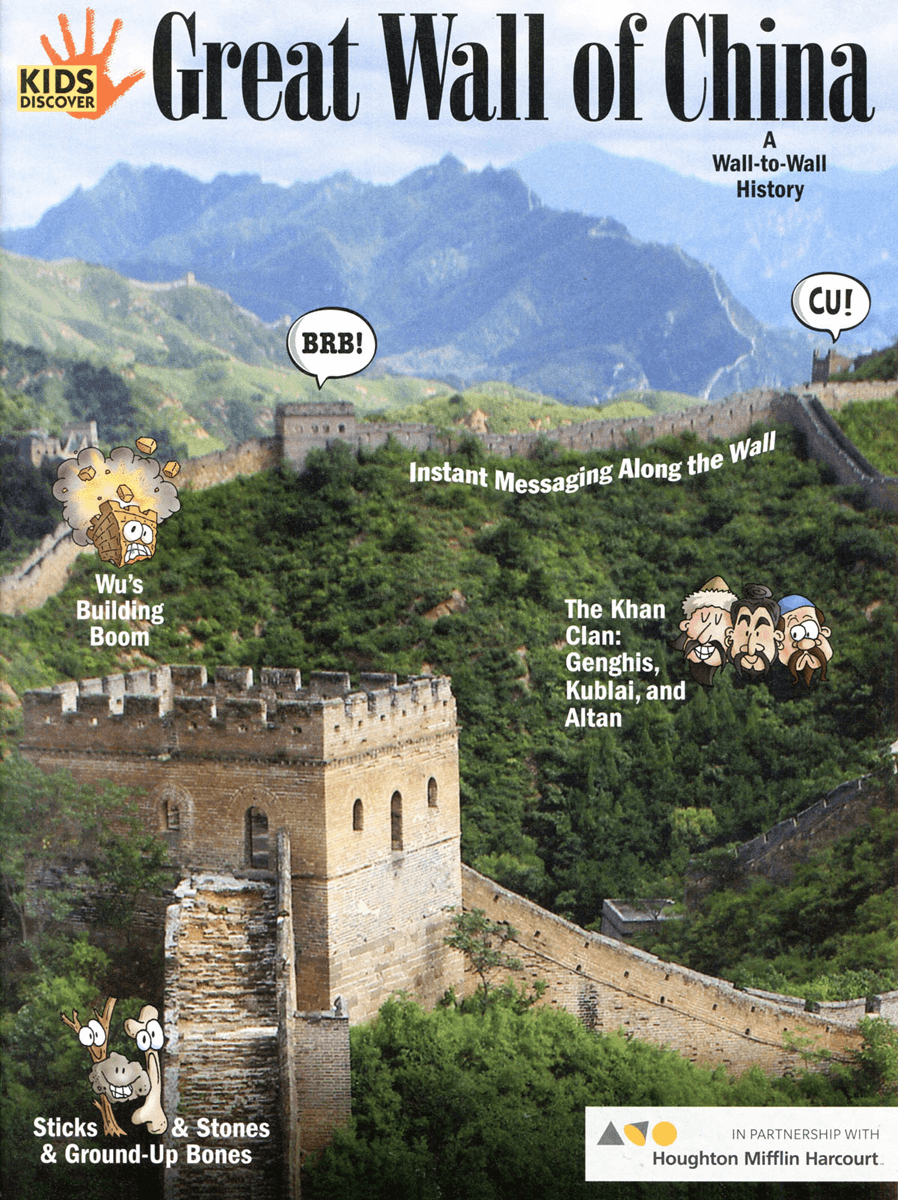 KIDS
DISCOVER
Great Wall of China
A
Wall-to-Wall
History
CU!
BRB!
Instant Messaging Along the Wall
Wu's
Building
Boom
The Khan
Clan:
Genghis,
Kublai, and
Altan
Sticks & Stones
& Ground-Up Bones
IN PARTNERSHIP WITH
Houghton Mifflin Harcourt™